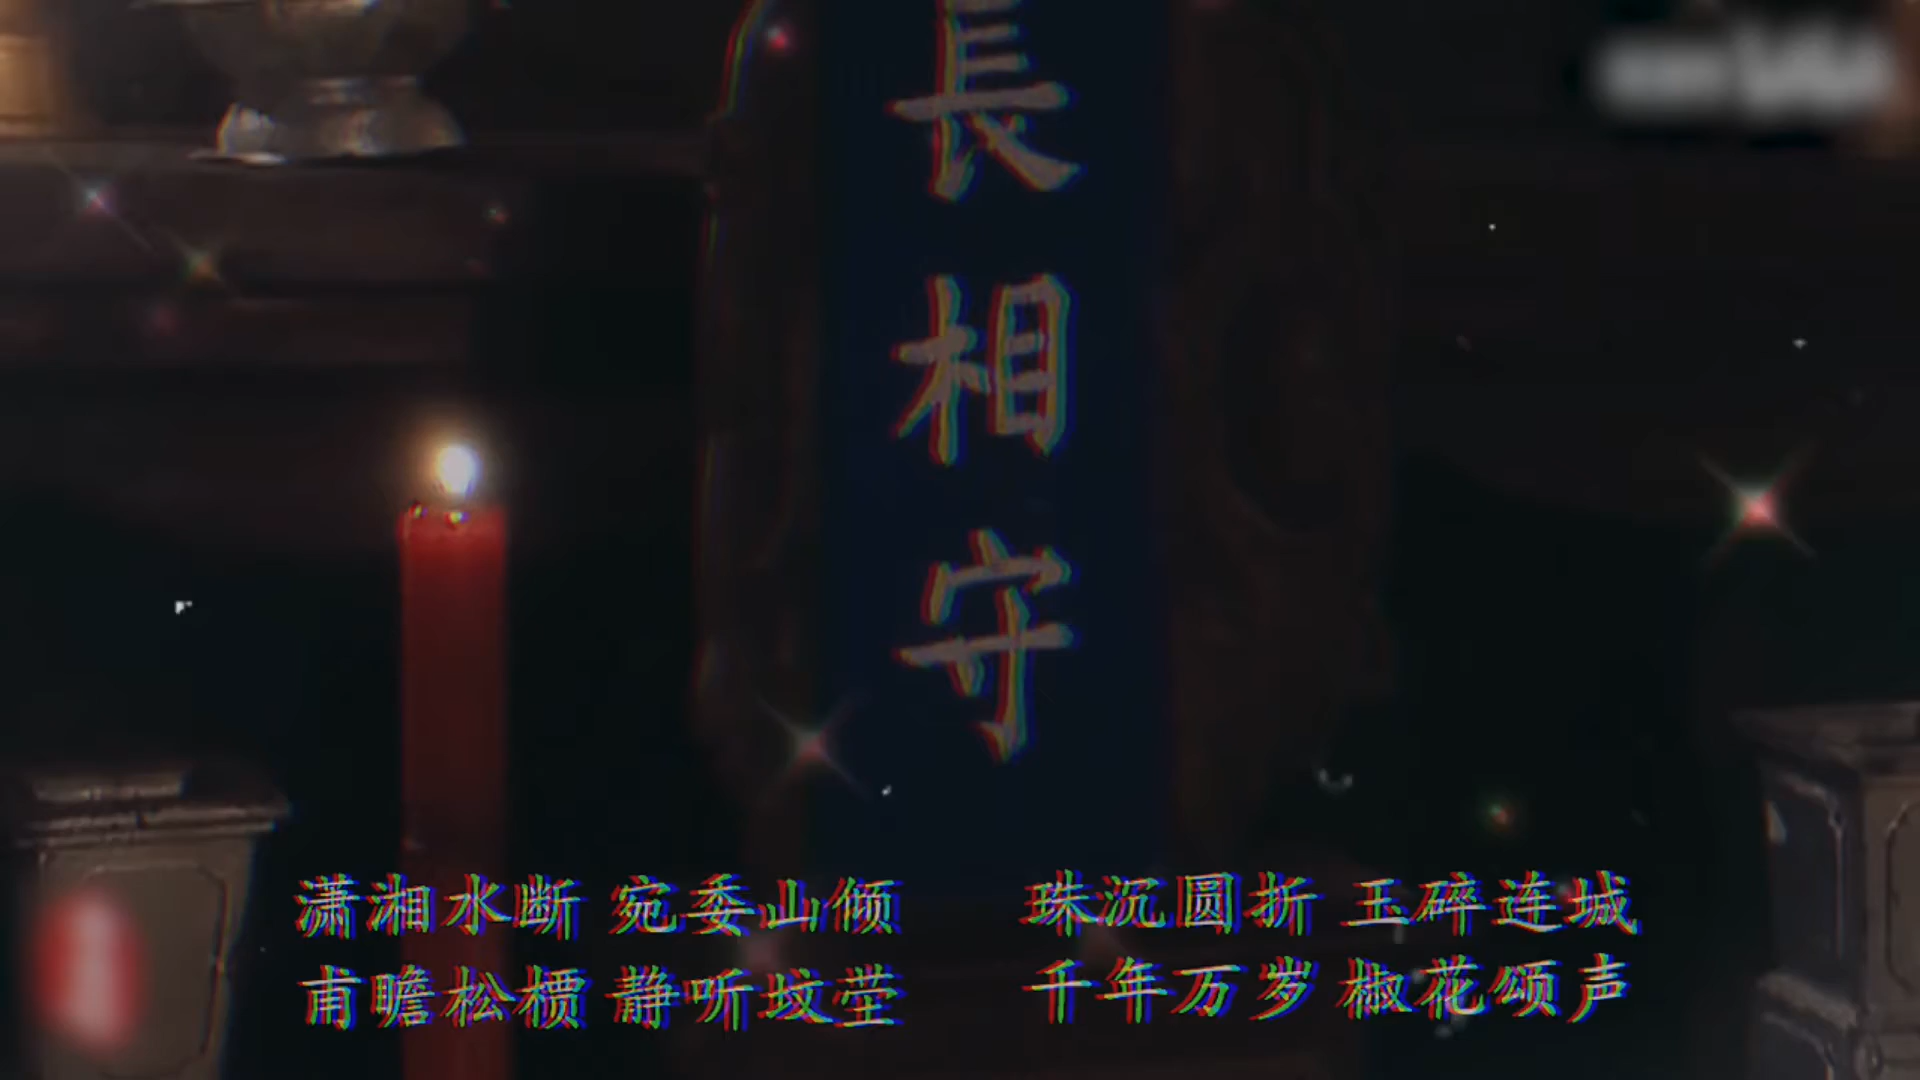 長
相
守
潇湘水断 宛委山倾 珠沉圆折 玉碎连城
甫瞻松槚 静听坟茔 千年万岁 椒花颂声